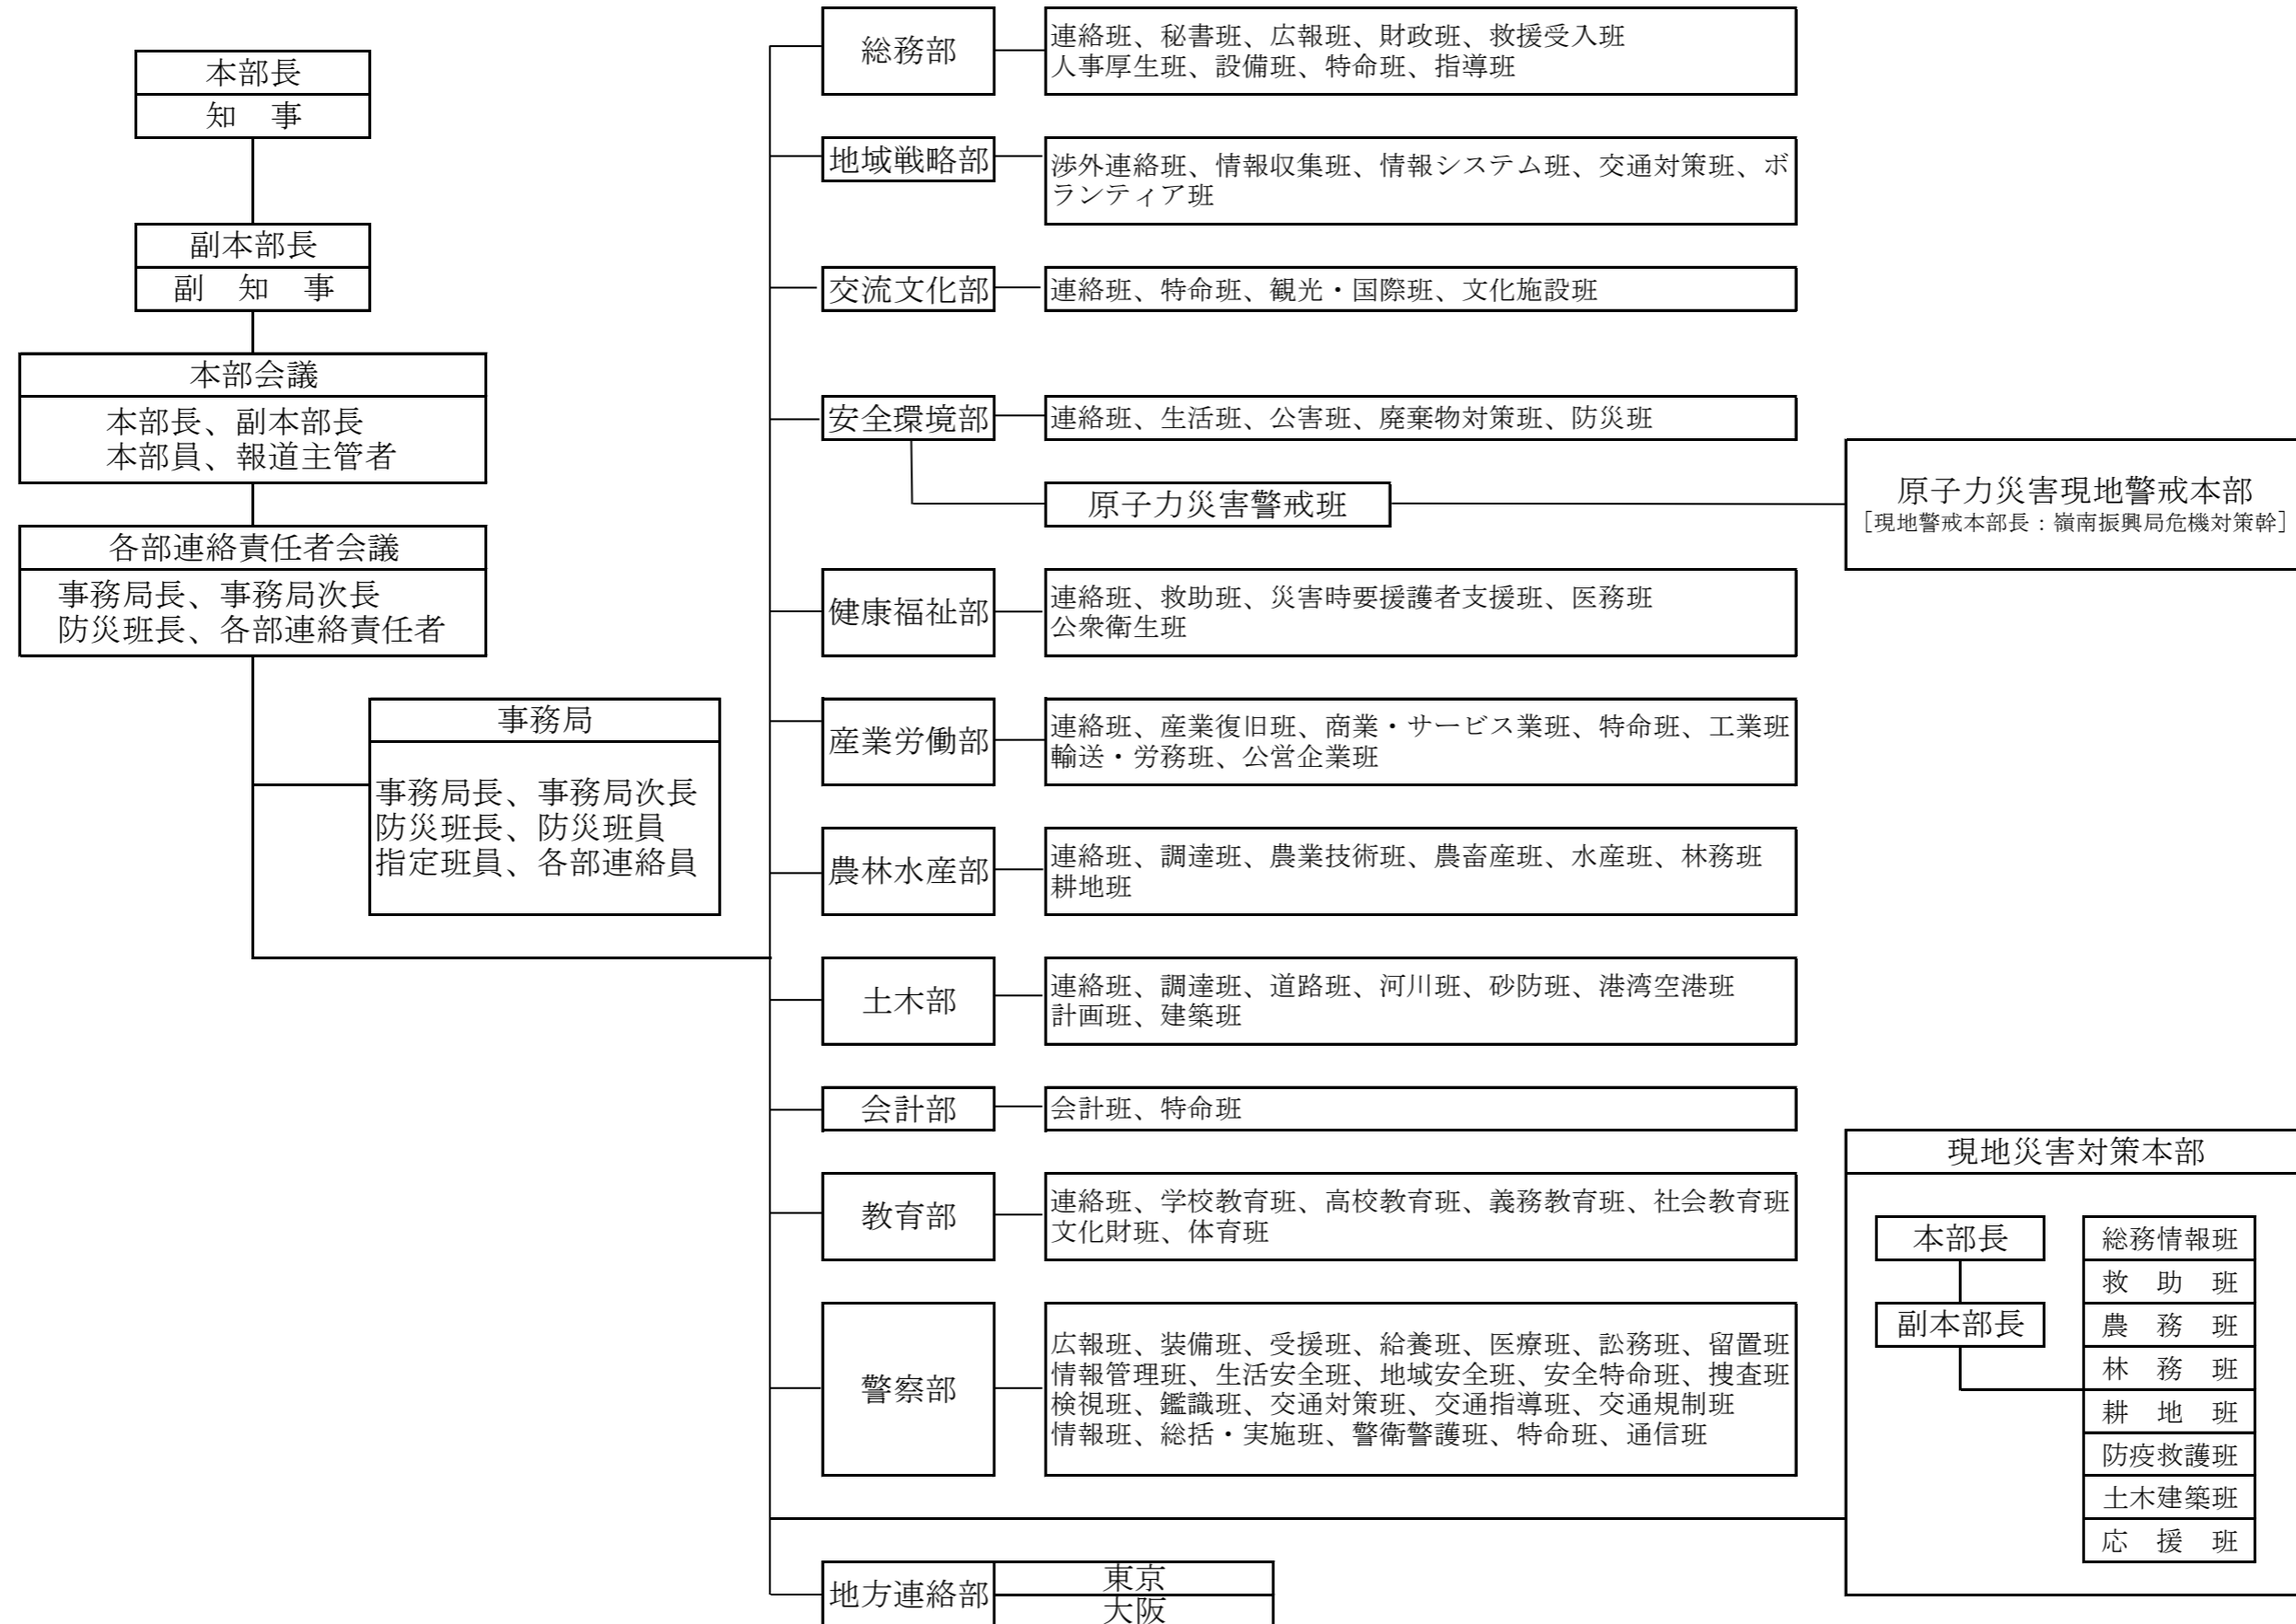 本部長
知　事
副本部長
副　知　事
本部会議
本部長、副本部長
本部員、報道主管者
各部連絡責任者会議
事務局長、事務局次長
防災班長、各部連絡責任者
事務局
事務局長、事務局次長
防災班長、防災班員
指定班員、各部連絡員
総務部
連絡班、秘書班、広報班、財政班、救援受入班
人事厚生班、設備班、特命班、指導班
地域戦略部
渉外連絡班、情報収集班、情報システム班、交通対策班、ボ
ランティア班
交流文化部
連絡班、特命班、観光・国際班、文化施設班
安全環境部
連絡班、生活班、公害班、廃棄物対策班、防災班
原子力災害警戒班
原子力災害現地警戒本部
［現地警戒本部長：嶺南振興局危機対策幹］
健康福祉部
連絡班、救助班、災害時要援護者支援班、医務班
公衆衛生班
産業労働部
連絡班、産業復旧班、商業・サービス業班、特命班、工業班
輸送・労務班、公営企業班
農林水産部
連絡班、調達班、農業技術班、農畜産班、水産班、林務班
耕地班
土木部
連絡班、調達班、道路班、河川班、砂防班、港湾空港班
計画班、建築班
会計部
会計班、特命班
教育部
連絡班、学校教育班、高校教育班、義務教育班、社会教育班
文化財班、体育班
警察部
広報班、装備班、受援班、給養班、医療班、訟務班、留置班
情報管理班、生活安全班、地域安全班、安全特命班、捜査班
検視班、鑑識班、交通対策班、交通指導班、交通規制班
情報班、総括・実施班、警衛警護班、特命班、通信班
現地災害対策本部
本部長
副本部長
総務情報班
救　助　班
農　務　班
林　務　班
耕　地　班
防疫救護班
土木建築班
応　援　班
地方連絡部
東京
大阪